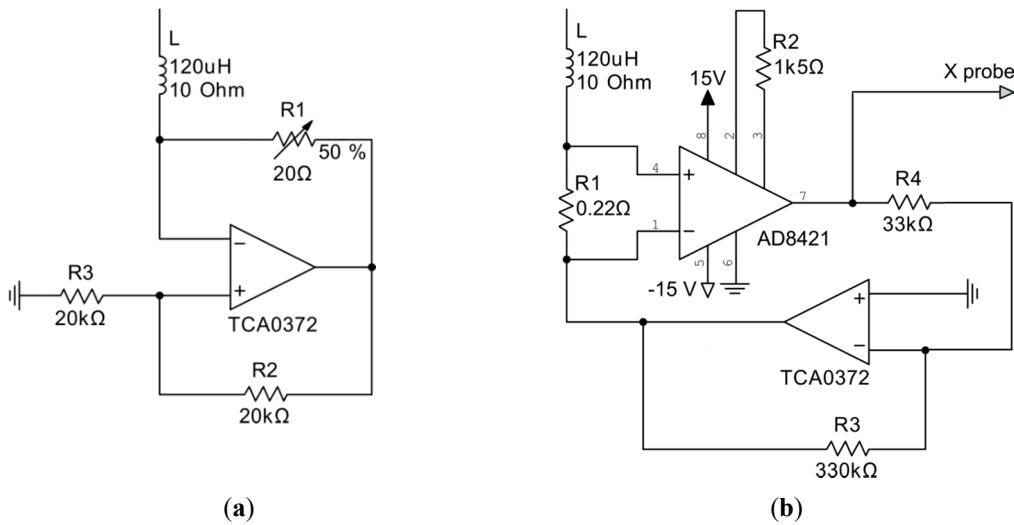 L
120uH
10 Ohm
R1
50 %
20Ω
R3
20kΩ
TCA0372
R2
20kΩ
(a)
L
120uH
10 Ohm
R2
1k5Ω
15V
X probe
8
2
3
4
R1
0.22Ω
7
R4
33kΩ
1
AD8421
5
6
-15 V
TCA0372
R3
330kΩ
(b)